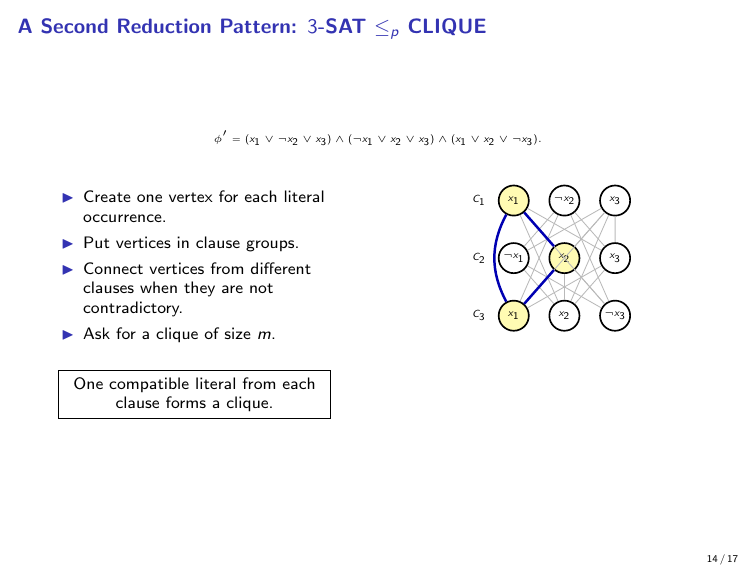 A Second Reduction Pattern: 3-SAT ≤p CLIQUE
ϕ′ = (x1 ∨ ¬x2 ∨ x3) ∧ (¬x1 ∨ x2 ∨ x3) ∧ (x1 ∨ x2 ∨ ¬x3).
▶ Create one vertex for each literal
occurrence.
▶ Put vertices in clause groups.
▶ Connect vertices from different
clauses when they are not
contradictory.
▶ Ask for a clique of size m.
One compatible literal from each
clause forms a clique.
C1 x1 ¬x2 x3
C2 ¬x1 x2 x3
C3 x1 x2 ¬x3
14 / 17